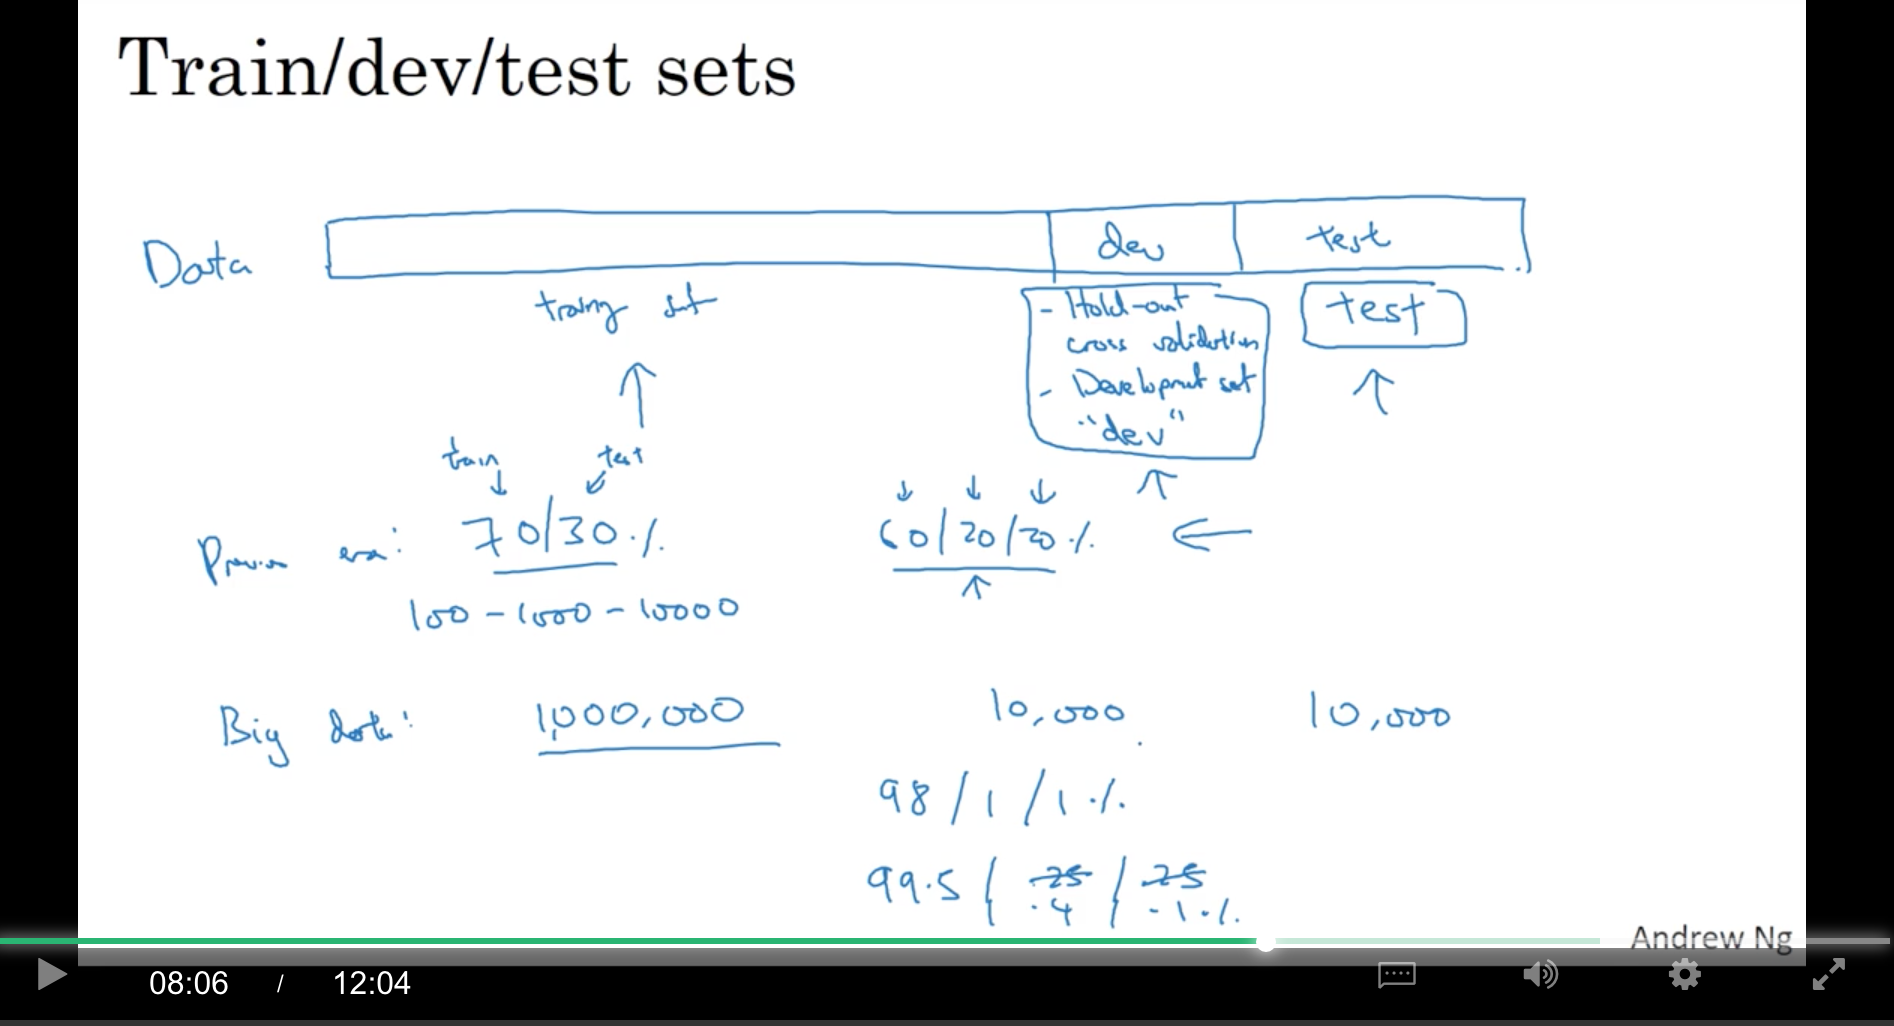 Train/dev/test sets
Data
dev
test
training set
- Hold-out
cross validation
- Development set
"dev"
test
train
test
Previous era:
70/30%
60/20/20%
100 - 1000 - 10000
Big data:
1,000,000
10,000
10,000
98/1/1%
99.5/.25/.25
.4 .1%
Andrew Ng
08:06 / 12:04